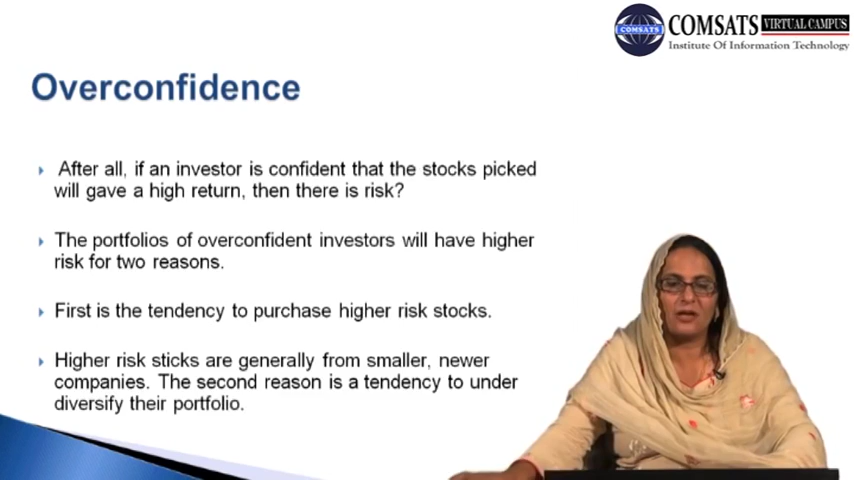 COMSATS VIRTUAL CAMPUS
COMSATS
Institute Of Information Technology
Overconfidence
After all, if an investor is confident that the stocks picked
will gave a high return, then there is risk?
The portfolios of overconfident investors will have higher
risk for two reasons.
First is the tendency to purchase higher risk stocks.
Higher risk sticks are generally from smaller, newer
companies. The second reason is a tendency to under
diversify their portfolio.